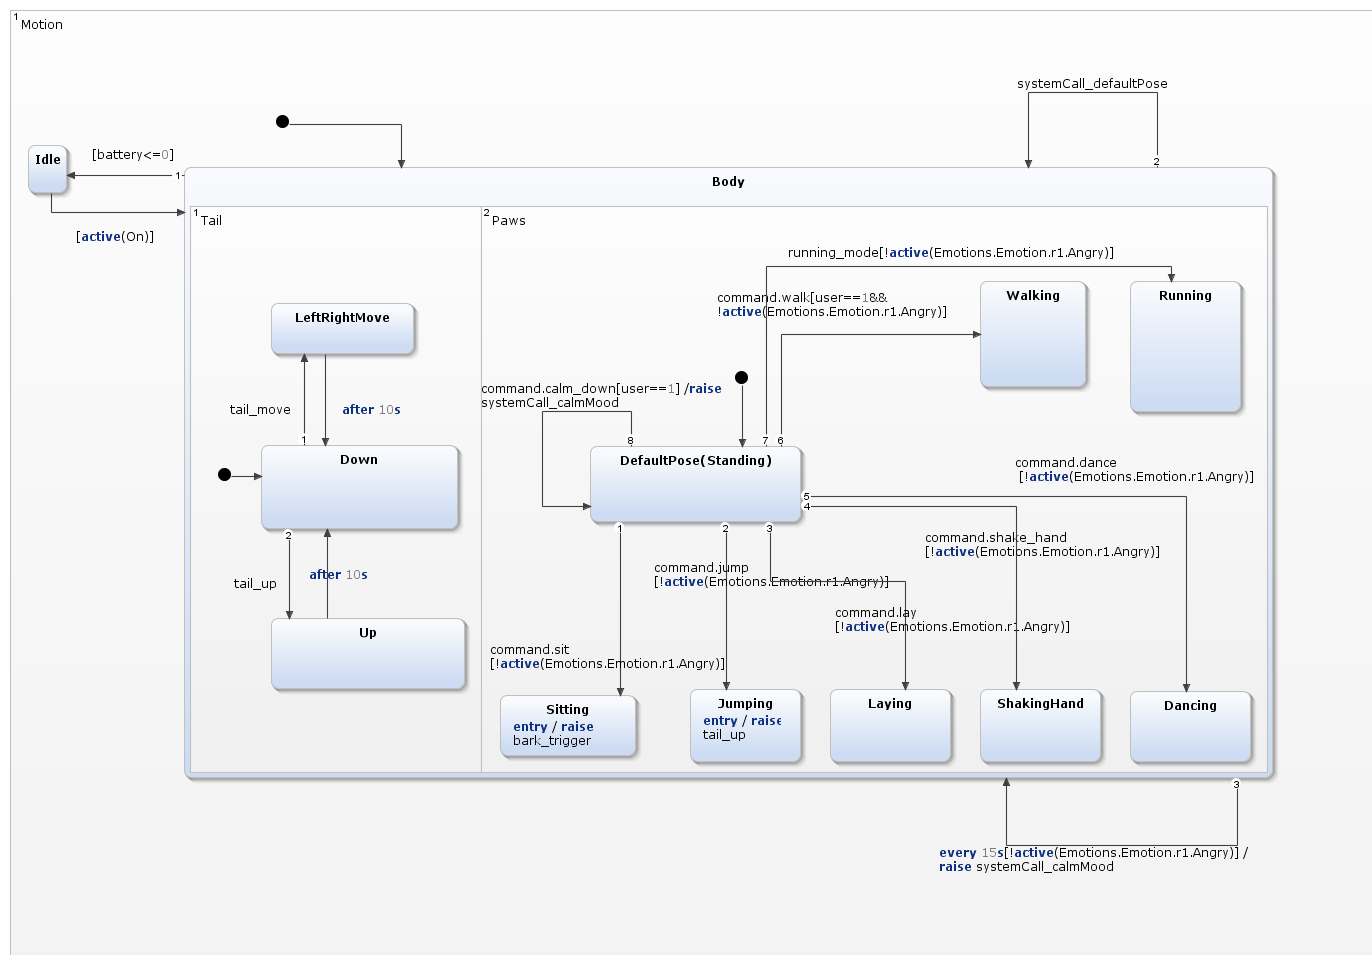 1
Motion
systemCall_defaultPose
Idle
[battery<=0]
1
2
Body
[active(On)]
1
Tail
2
Paws
running_mode[!active(Emotions.Emotion.r1.Angry)]
LeftRightMove
command.walk[user==1&&
!active(Emotions.Emotion.r1.Angry)]
Walking
Running
command.calm_down[user==1] /raise
systemCall_calmMood
tail_move
after 10s
1
8
7
6
Down
DefaultPose(Standing)
command.dance
[!active(Emotions.Emotion.r1.Angry)]
5
4
2
1
2
3
command.shake_hand
[!active(Emotions.Emotion.r1.Angry)]
tail_up
after 10s
command.jump
[!active(Emotions.Emotion.r1.Angry)]
command.lay
[!active(Emotions.Emotion.r1.Angry)]
Up
command.sit
[!active(Emotions.Emotion.r1.Angry)]
Sitting
entry / raise
bark_trigger
Jumping
entry / raise
tail_up
Laying
ShakingHand
Dancing
3
every 15s[!active(Emotions.Emotion.r1.Angry)] /
raise systemCall_calmMood